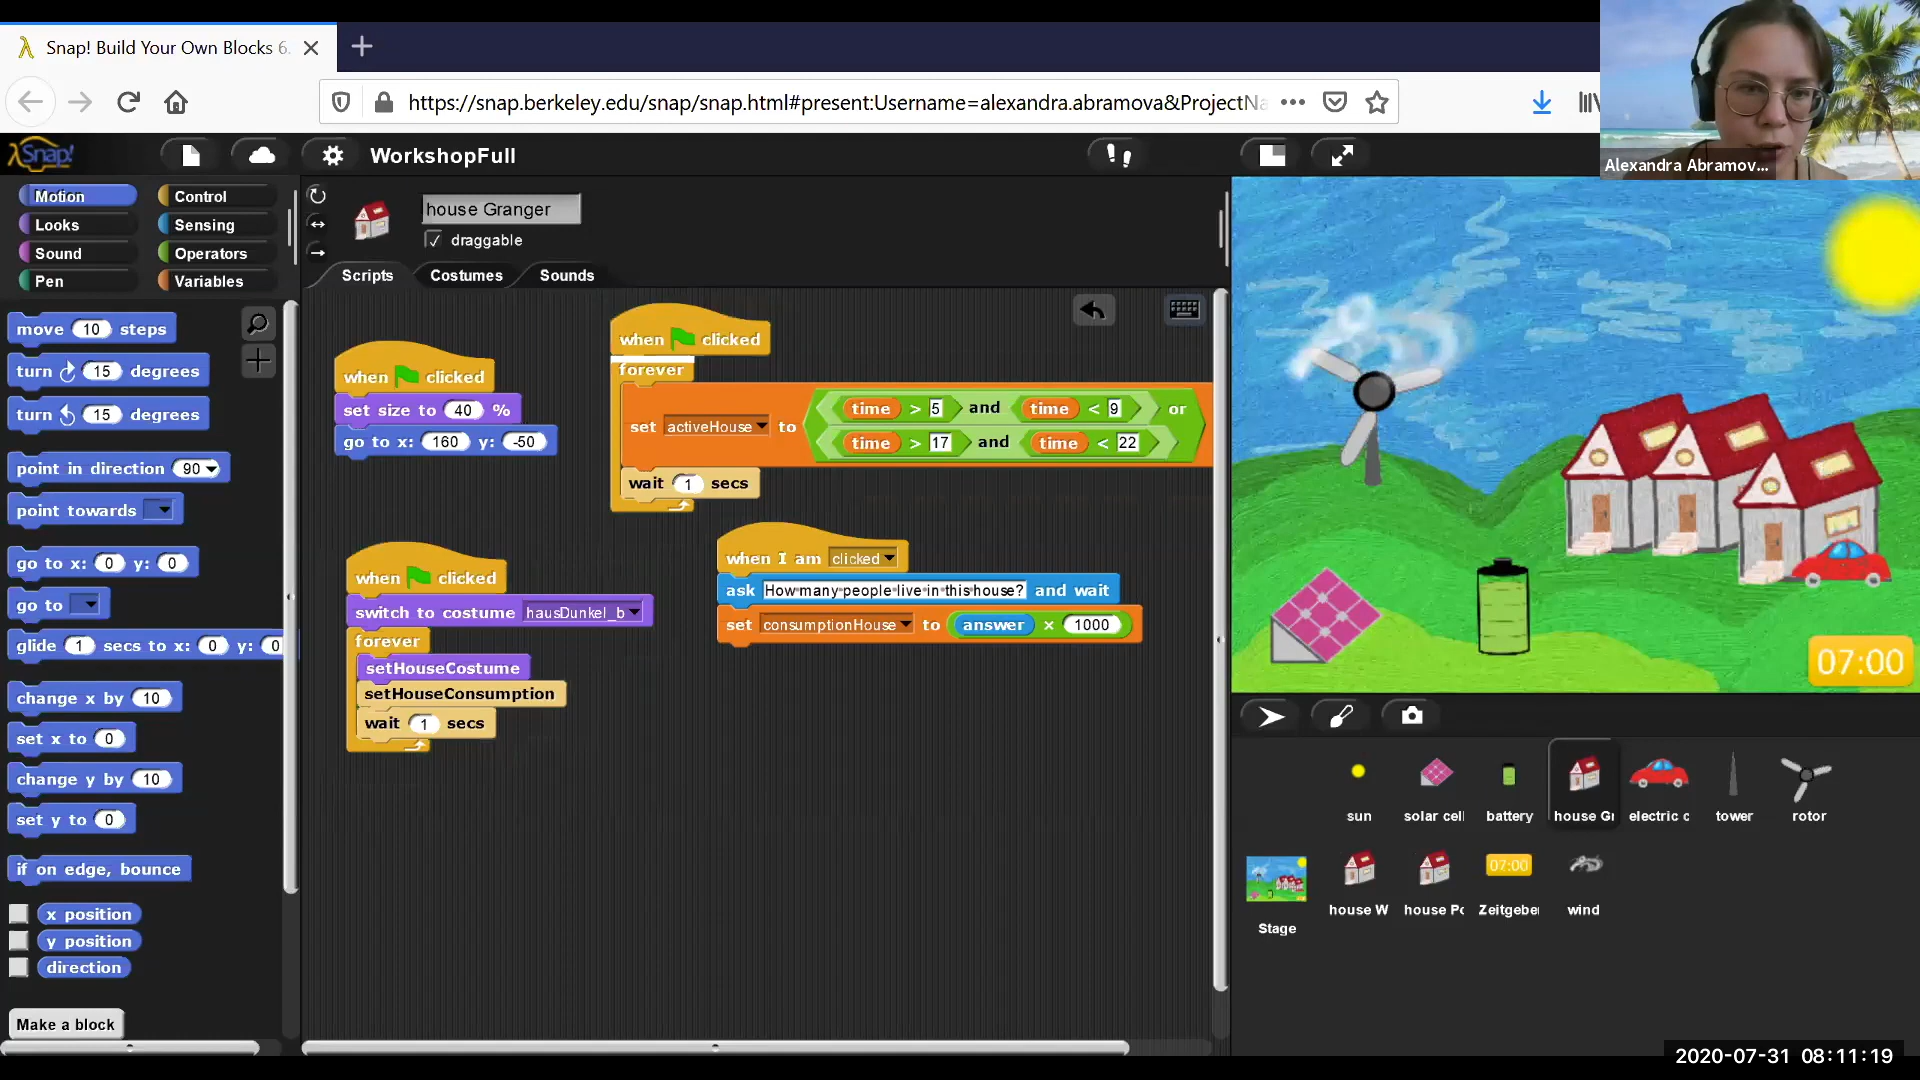 Snap! Build Your Own Blocks 6.
https://snap.berkeley.edu/snap/snap.html#present:Username=alexandra.abramova&ProjectNa
Alexandra Abramov...
Snap!
WorkshopFull
Motion
Control
Looks
Sensing
Sound
Operators
Pen
Variables
house Granger
draggable
Scripts
Costumes
Sounds
move 10 steps
turn 15 degrees
turn 15 degrees
point in direction 90
point towards
go to x: 0 y: 0
go to
glide 1 secs to x: 0 y: 0
change x by 10
set x to 0
change y by 10
set y to 0
if on edge, bounce
x position
y position
direction
Make a block
when clicked
set size to 40 %
go to x: 160 y: -50
when clicked
forever
set activeHouse to
time > 5 and time < 9 or
time > 17 and time < 22
wait 1 secs
when clicked
switch to costume hausDunkel_b
forever
setHouseCostume
setHouseConsumption
wait 1 secs
when I am clicked
ask How many people live in this house? and wait
set consumptionHouse to answer × 1000
07:00
sun
solar cell
battery
house Gr
electric c
tower
rotor
Stage
house W
house Po
07:00
Zeitgeber
wind
2020-07-31 08:11:19